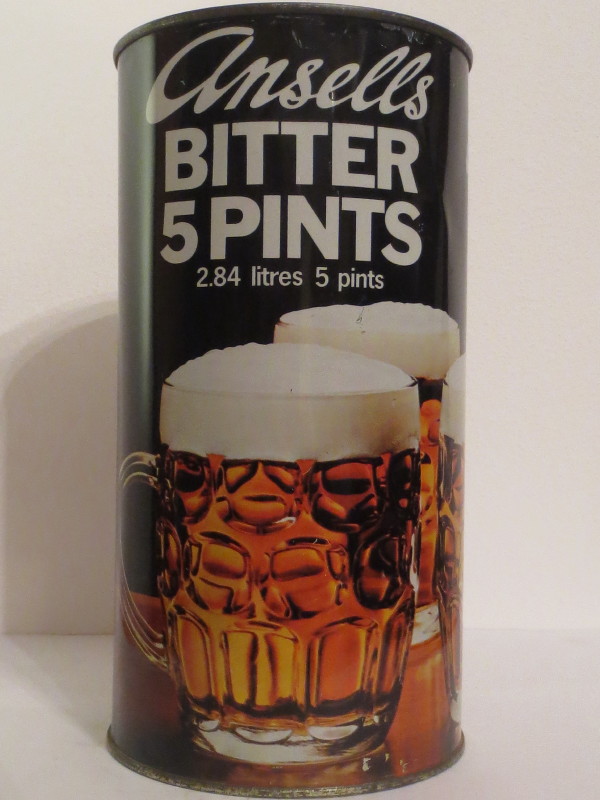 Ansells
BITTER
5 PINTS
2.84 litres 5 pints